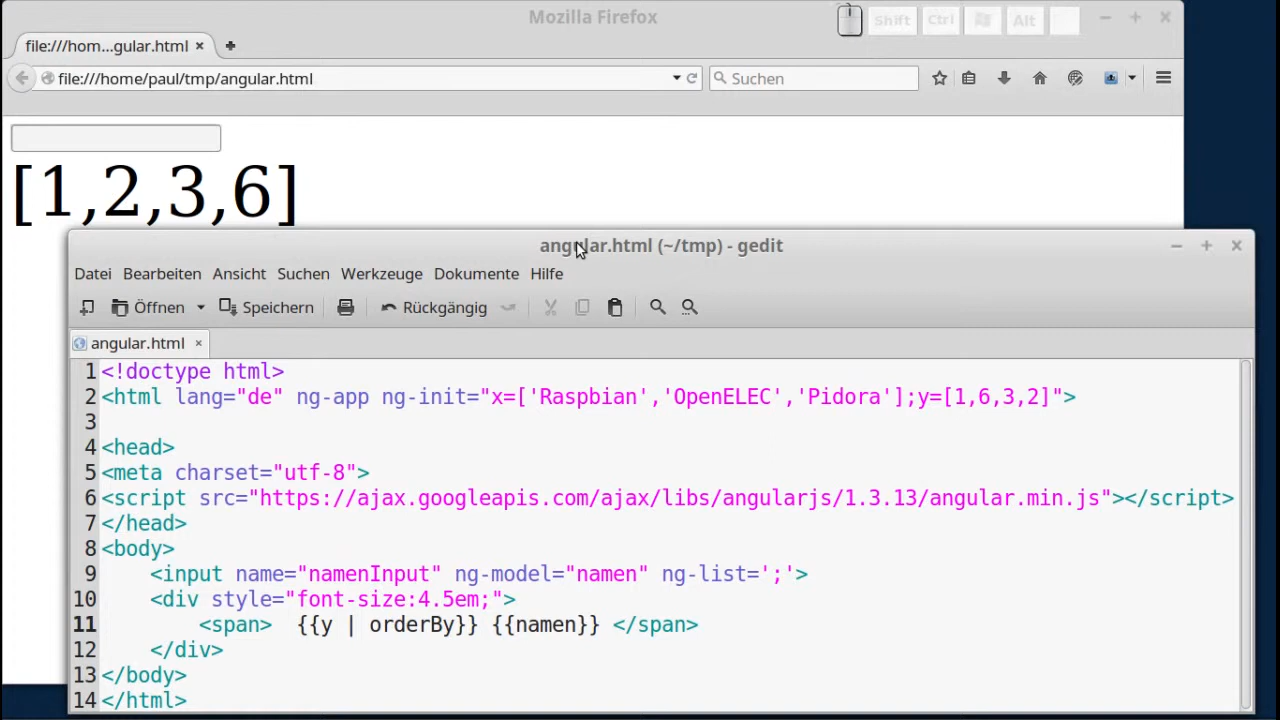 Mozilla Firefox
Shift Ctrl Alt
file:///hom...gular.html
file:///home/paul/tmp/angular.html
Suchen
[1,2,3,6]
angular.html (~/tmp) - gedit
Datei Bearbeiten Ansicht Suchen Werkzeuge Dokumente Hilfe
Öffnen Speichern Rückgängig
angular.html
1 <!doctype html>
2 <html lang="de" ng-app ng-init="x=['Raspbian','OpenELEC','Pidora'];y=[1,6,3,2]">
3
4 <head>
5 <meta charset="utf-8">
6 <script src="https://ajax.googleapis.com/ajax/libs/angularjs/1.3.13/angular.min.js"></script>
7 </head>
8 <body>
9 <input name="namenInput" ng-model="namen" ng-list=';'>
10 <div style="font-size:4.5em;">
11 <span> {{y | orderBy}} {{namen}} </span>
12 </div>
13 </body>
14 </html>